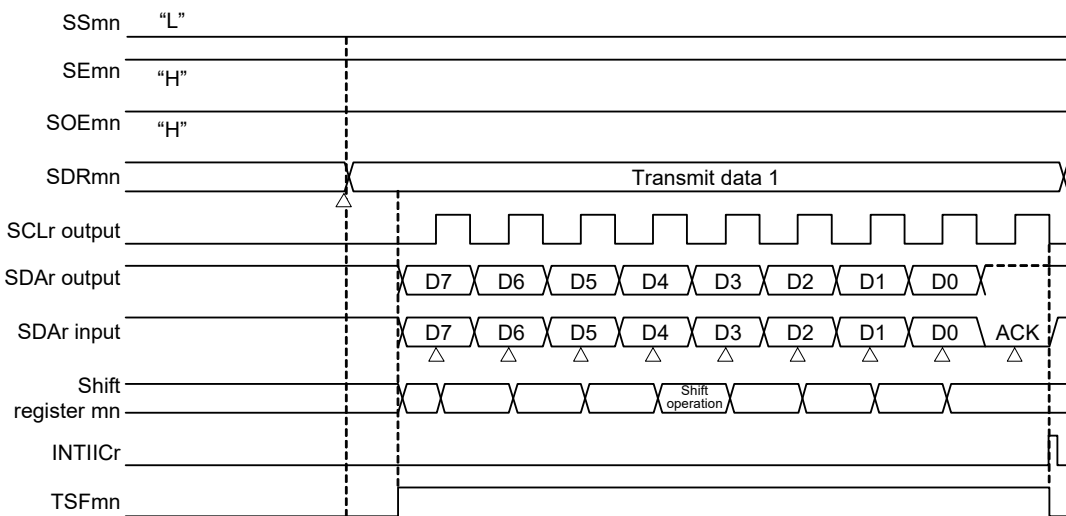 SSmn “L”
SEmn “H”
SOEmn “H”
SDRmn Transmit data 1
SCLr output
SDAr output D7 D6 D5 D4 D3 D2 D1 D0
SDAr input D7 D6 D5 D4 D3 D2 D1 D0 ACK
Shift
register mn
Shift
operation
INTIICr
TSFmn